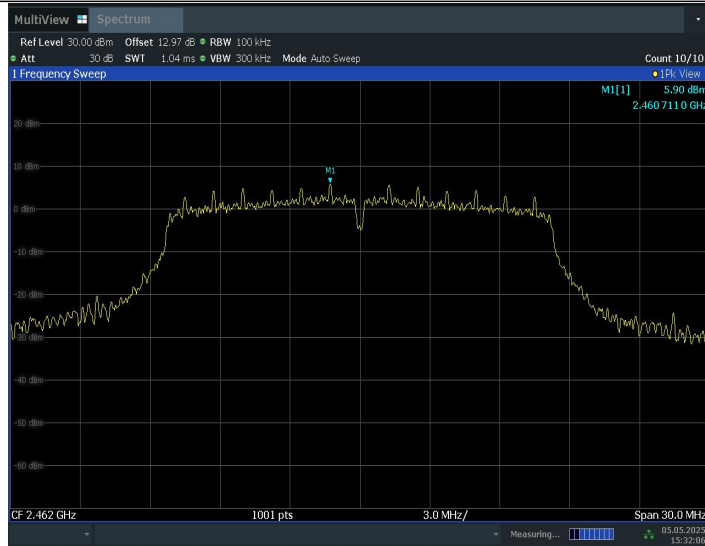 MultiView Spectrum
Ref Level 30.00 dBm Offset 12.97 dB RBW 100 kHz
Att 30 dB SWT 1.04 ms VBW 300 kHz Mode Auto Sweep Count 10/10
1 Frequency Sweep 1Pk View
M1[1] 5.90 dBm
2.460 711 0 GHz
20 dBm
10 dBm
M1
0 dBm
-10 dBm
-20 dBm
-30 dBm
-40 dBm
-50 dBm
-60 dBm
CF 2.462 GHz 1001 pts 3.0 MHz/ Span 30.0 MHz
Measuring... 05.05.2025
15:32:06